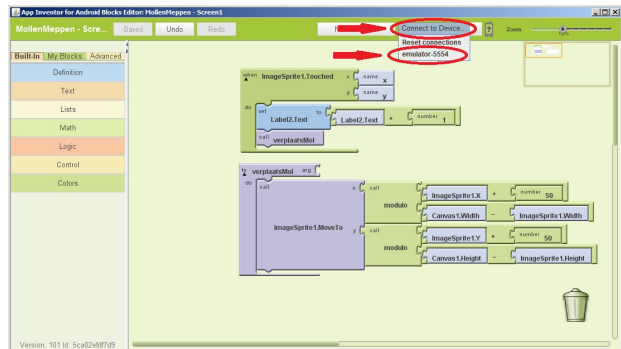 App Inventor for Android Blocks Editor: MollenMeppen - Screen1
MollenMeppen - Scre... Saved Undo Redo N Connect to Device... Zoom
Reset connections
emulator-5554
Built-In My Blocks Advanced
Definition
Text
Lists
Math
Logic
Control
Colors
when ImageSprite1.Touched x name x
y name y
do set Label2.Text to Label2.Text + number 1
call verplaatsMol
to verplaatsMol arg
do call ImageSprite1.MoveTo x call modulo ImageSprite1.X + number 50
Canvas1.Width - ImageSprite1.Width
y call modulo ImageSprite1.Y + number 50
Canvas1.Height - ImageSprite1.Height
Version: 101 Id: 5ca02efdf7d9